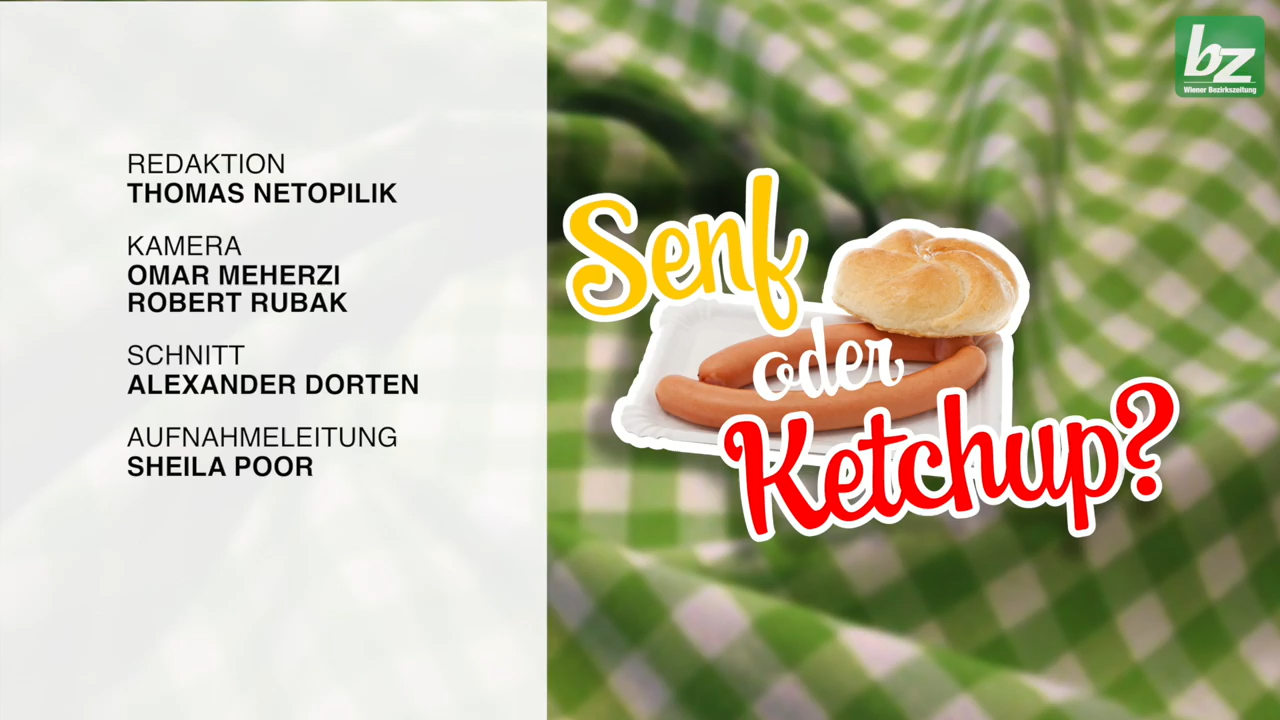 REDAKTION
THOMAS NETOPILIK
KAMERA
OMAR MEHERZI
ROBERT RUBAK
SCHNITT
ALEXANDER DORTEN
AUFNAHMELEITUNG
SHEILA POOR
Senf
oder
Ketchup?
bz
Wiener Bezirkszeitung